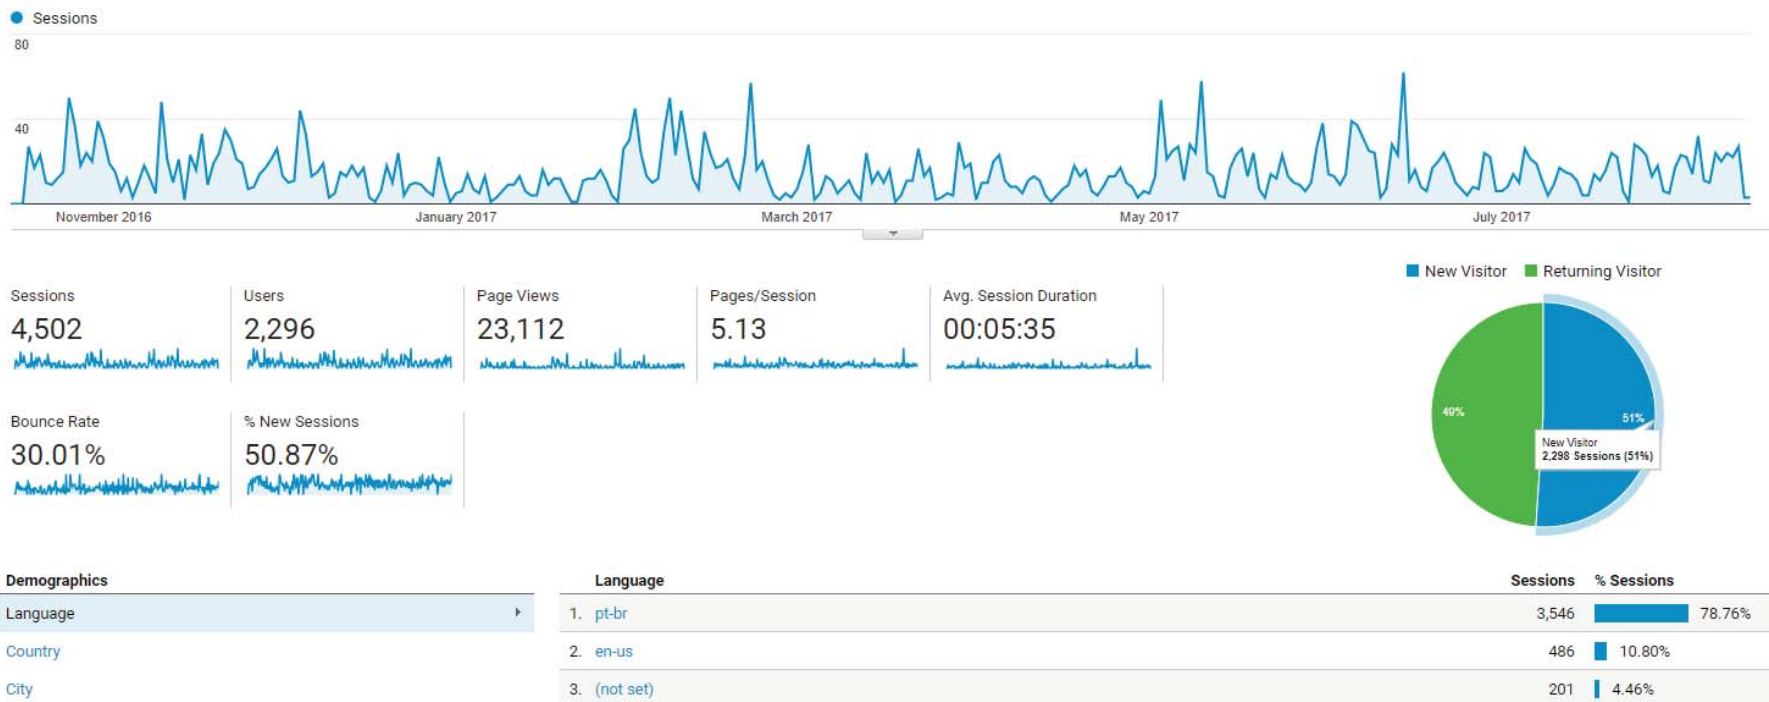 Sessions
80
40
November 2016 January 2017 March 2017 May 2017 July 2017
New Visitor Returning Visitor
Sessions Users Page Views Pages/Session Avg. Session Duration
4,502 2,296 23,112 5.13 00:05:35
49% 51%
New Visitor
2,298 Sessions (51%)
Bounce Rate % New Sessions
30.01% 50.87%
Demographics Language Sessions % Sessions
Language 1. pt-br 3,546 78.76%
Country 2. en-us 486 10.80%
City 3. (not set) 201 4.46%